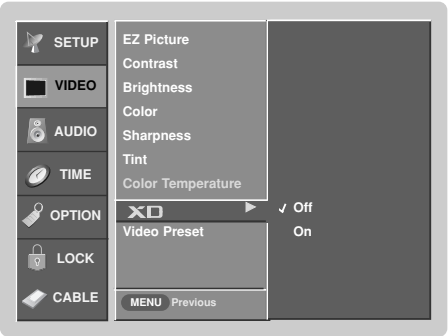 SETUP
VIDEO
AUDIO
TIME
OPTION
LOCK
CABLE
EZ Picture
Contrast
Brightness
Color
Sharpness
Tint
Color Temperature
XD
Video Preset
MENU Previous
Off
On